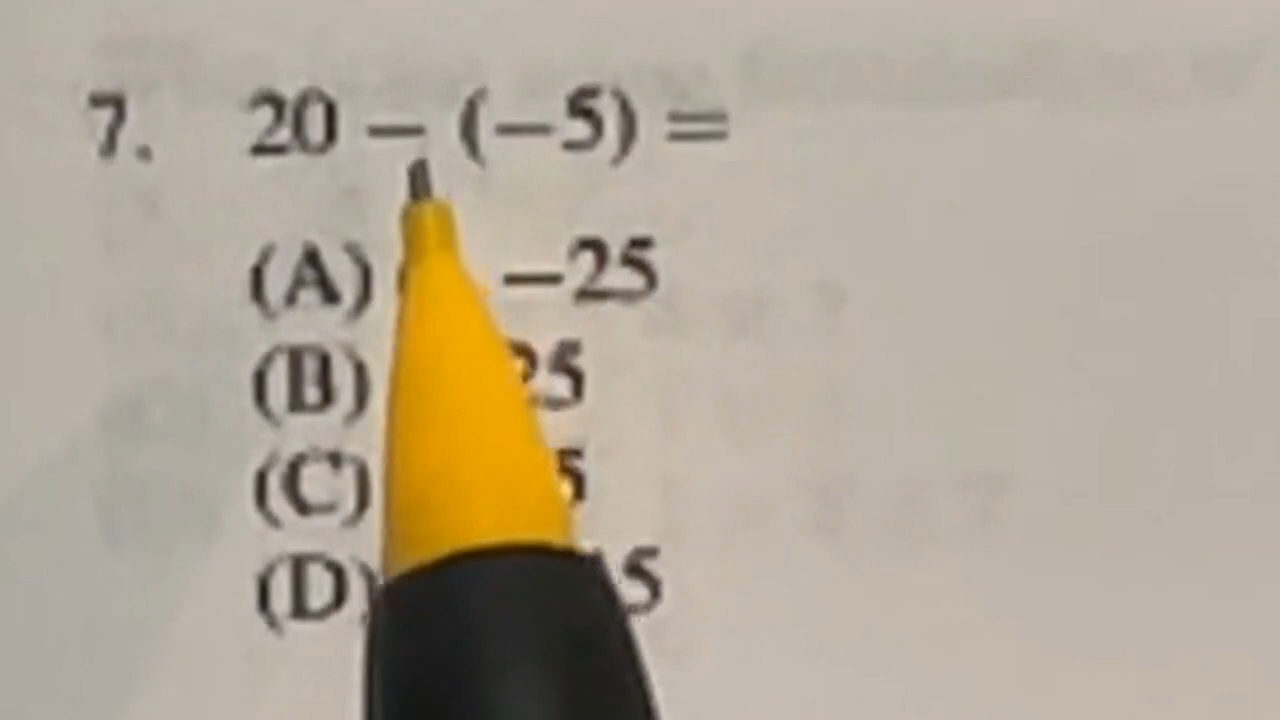 7. 20 – (–5) =
(A) –25
(B) 25
(C)
(D)